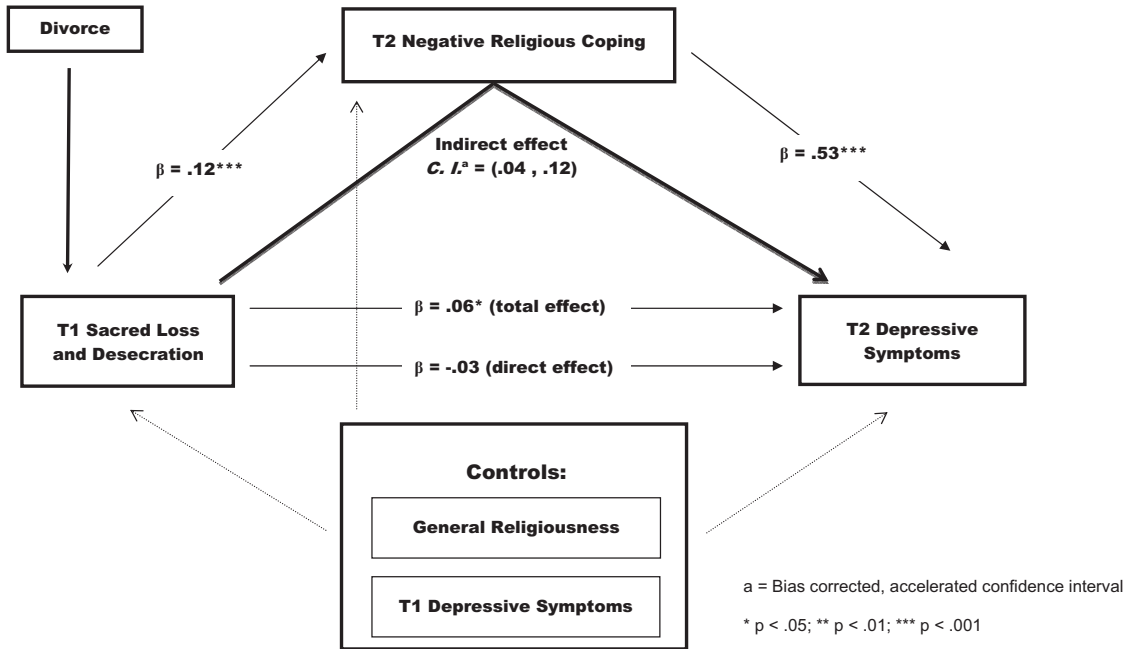 Divorce
T2 Negative Religious Coping
Indirect effect
C. I.ᵃ = (.04 , .12)
β = .12***
β = .53***
T1 Sacred Loss
and Desecration
β = .06* (total effect)
β = -.03 (direct effect)
T2 Depressive
Symptoms
Controls:
General Religiousness
T1 Depressive Symptoms
a = Bias corrected, accelerated confidence interval
* p < .05; ** p < .01; *** p < .001